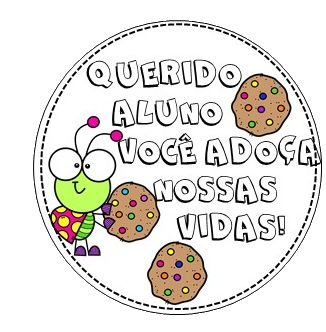 QUERIDO
ALUNO
VOCÊ ADOÇA
NOSSAS
VIDAS!